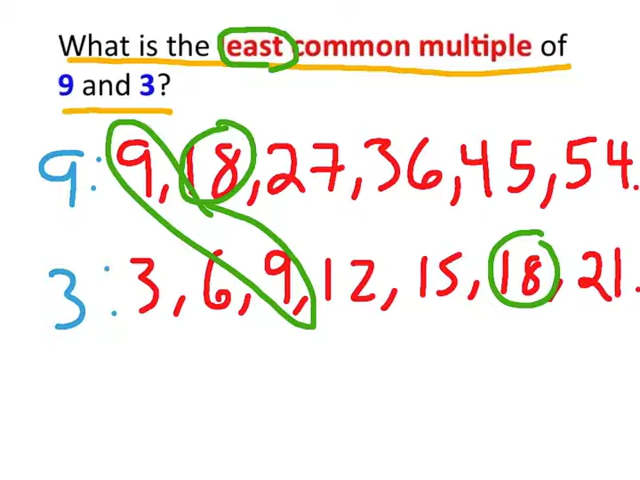 What is the least common multiple of
9 and 3?
9: 9, 18, 27, 36, 45, 54.
3: 3, 6, 9, 12, 15, 18, 21.